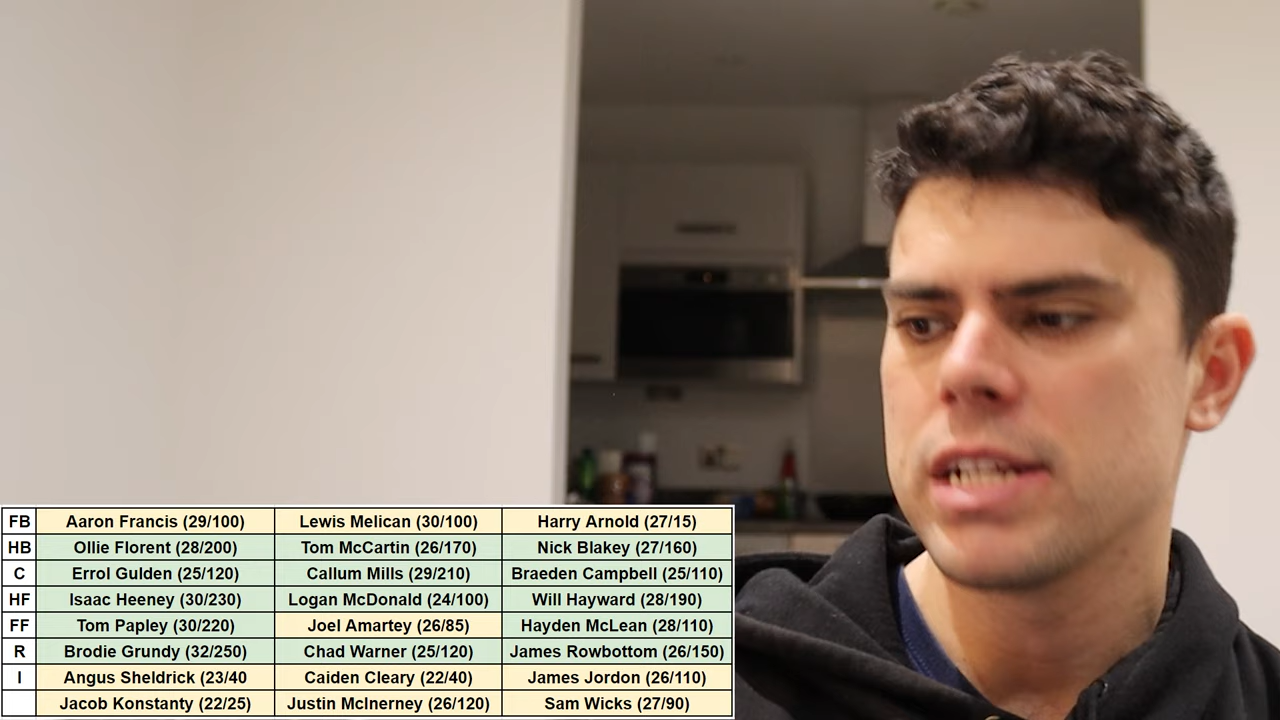 FB Aaron Francis (29/100) Lewis Melican (30/100) Harry Arnold (27/15)
HB Ollie Florent (28/200) Tom McCartin (26/170) Nick Blakey (27/160)
C Errol Gulden (25/120) Callum Mills (29/210) Braeden Campbell (25/110)
HF Isaac Heeney (30/230) Logan McDonald (24/100) Will Hayward (28/190)
FF Tom Papley (30/220) Joel Amartey (26/85) Hayden McLean (28/110)
R Brodie Grundy (32/250) Chad Warner (25/120) James Rowbottom (26/150)
I Angus Sheldrick (23/40 Caiden Cleary (22/40) James Jordon (26/110)
Jacob Konstanty (22/25) Justin McInerney (26/120) Sam Wicks (27/90)